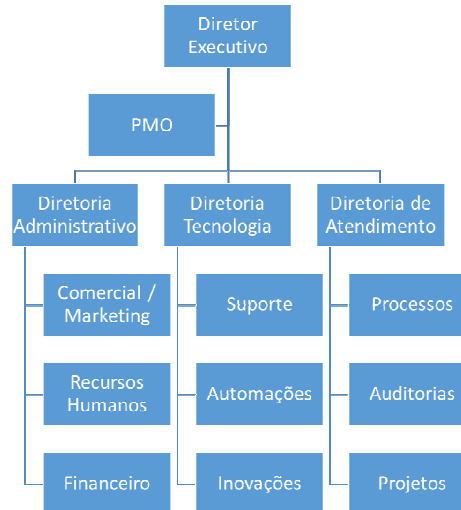 Diretor
Executivo
PMO
Diretoria
Administrativo
Diretoria
Tecnologia
Diretoria de
Atendimento
Comercial /
Marketing
Suporte
Processos
Recursos
Humanos
Automações
Auditorias
Financeiro
Inovações
Projetos